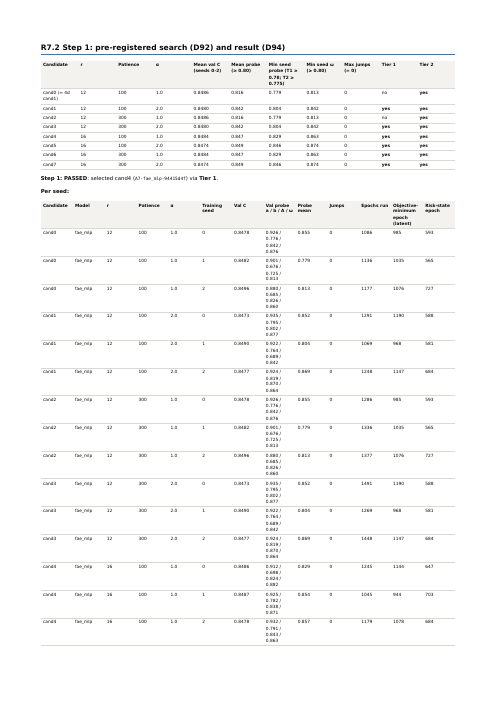 R7.2 Step 1: pre-registered search (D92) and result (D94)
Candidate r Patience α Mean val C (seeds 0-2) Mean probe (≥ 0.80) Min seed probe (T1 ≥ 0.78; T2 ≥ 0.775) Min seed ω (≥ 0.80) Max jumps (= 0) Tier 1 Tier 2
cand0 (= 6d cand1) 12 100 1.0 0.8486 0.816 0.779 0.813 0 no yes
cand1 12 100 2.0 0.8480 0.842 0.804 0.842 0 yes yes
cand2 12 300 1.0 0.8486 0.816 0.779 0.813 0 no yes
cand3 12 300 2.0 0.8480 0.842 0.804 0.842 0 yes yes
cand4 16 100 1.0 0.8484 0.847 0.829 0.863 0 yes yes
cand5 16 100 2.0 0.8474 0.849 0.846 0.874 0 yes yes
cand6 16 300 1.0 0.8484 0.847 0.829 0.863 0 yes yes
cand7 16 300 2.0 0.8474 0.849 0.846 0.874 0 yes yes
Step 1: PASSED: selected cand4 (A7-fae_mlp-94415d4f) via Tier 1.
Per seed:
Candidate Model r Patience α Training seed Val C Val probe a / b / A / ω Probe mean Jumps Epochs run Objective-minimum epoch (latent) Risk-state epoch
cand0 fae_mlp 12 100 1.0 0 0.8478 0.926 / 0.776 / 0.842 / 0.876 0.855 0 1086 985 593
cand0 fae_mlp 12 100 1.0 1 0.8482 0.901 / 0.676 / 0.725 / 0.813 0.779 0 1136 1035 565
cand0 fae_mlp 12 100 1.0 2 0.8496 0.880 / 0.685 / 0.826 / 0.860 0.813 0 1177 1076 727
cand1 fae_mlp 12 100 2.0 0 0.8473 0.935 / 0.795 / 0.802 / 0.877 0.852 0 1291 1190 588
cand1 fae_mlp 12 100 2.0 1 0.8490 0.922 / 0.764 / 0.689 / 0.842 0.804 0 1069 968 581
cand1 fae_mlp 12 100 2.0 2 0.8477 0.924 / 0.819 / 0.870 / 0.864 0.869 0 1248 1147 684
cand2 fae_mlp 12 300 1.0 0 0.8478 0.926 / 0.776 / 0.842 / 0.876 0.855 0 1286 985 593
cand2 fae_mlp 12 300 1.0 1 0.8482 0.901 / 0.676 / 0.725 / 0.813 0.779 0 1336 1035 565
cand2 fae_mlp 12 300 1.0 2 0.8496 0.880 / 0.685 / 0.826 / 0.860 0.813 0 1377 1076 727
cand3 fae_mlp 12 300 2.0 0 0.8473 0.935 / 0.795 / 0.802 / 0.877 0.852 0 1491 1190 588
cand3 fae_mlp 12 300 2.0 1 0.8490 0.922 / 0.764 / 0.689 / 0.842 0.804 0 1269 968 581
cand3 fae_mlp 12 300 2.0 2 0.8477 0.924 / 0.819 / 0.870 / 0.864 0.869 0 1448 1147 684
cand4 fae_mlp 16 100 1.0 0 0.8486 0.912 / 0.698 / 0.824 / 0.882 0.829 0 1245 1144 647
cand4 fae_mlp 16 100 1.0 1 0.8487 0.925 / 0.782 / 0.838 / 0.871 0.854 0 1045 944 703
cand4 fae_mlp 16 100 1.0 2 0.8478 0.932 / 0.791 / 0.843 / 0.863 0.857 0 1179 1078 684